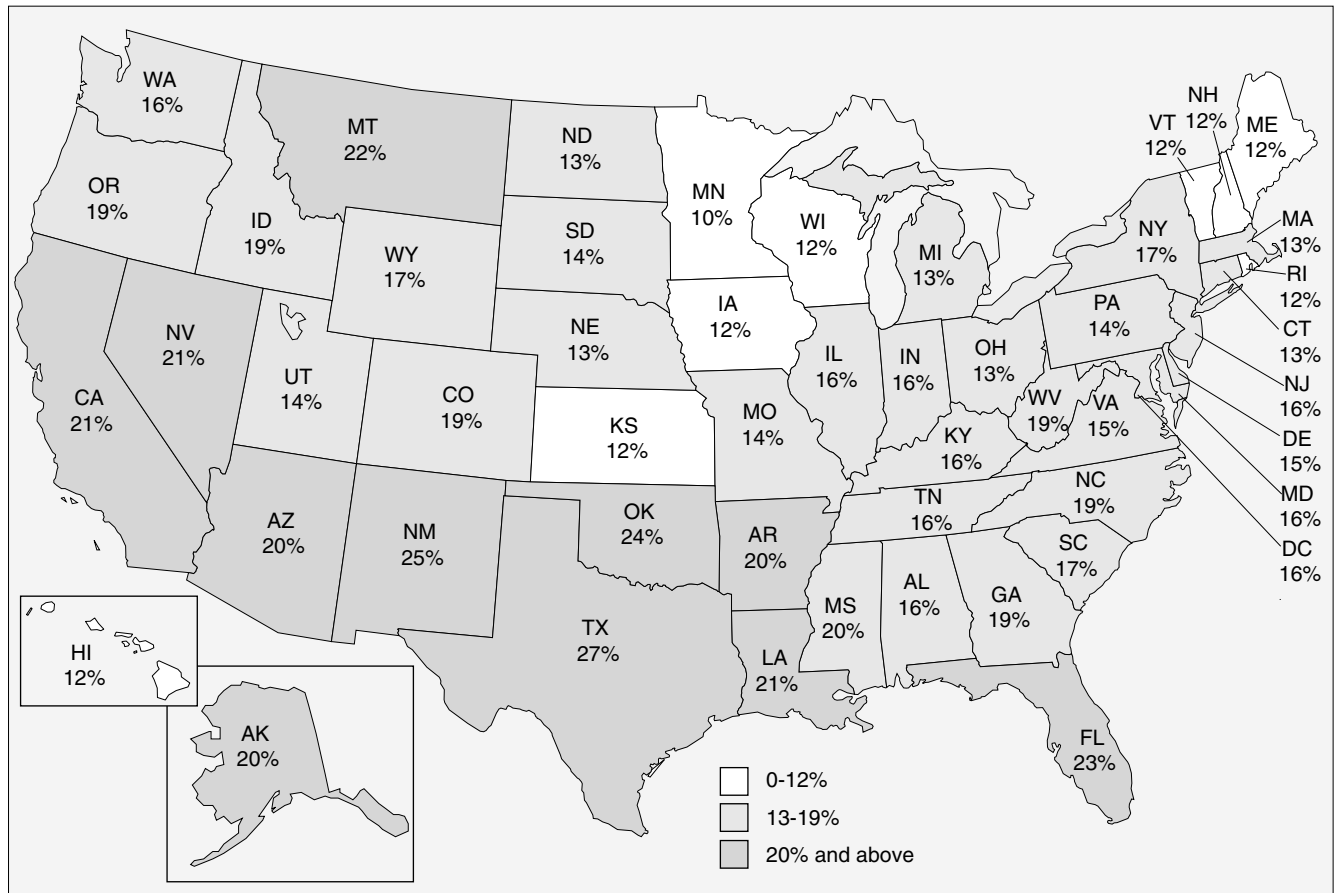 WA
16%
MT
22%
ND
13%
MN
10%
NH
12%
VT
12%
ME
12%
OR
19%
ID
19%
WY
17%
SD
14%
WI
12%
MI
13%
NY
17%
MA
13%
RI
12%
CT
13%
NJ
16%
DE
15%
MD
16%
DC
16%
NV
21%
UT
14%
CO
19%
NE
13%
IA
12%
IL
16%
IN
16%
OH
13%
PA
14%
CA
21%
KS
12%
MO
14%
KY
16%
WV
19%
VA
15%
AZ
20%
NM
25%
OK
24%
AR
20%
TN
16%
NC
19%
SC
17%
TX
27%
LA
21%
MS
20%
AL
16%
GA
19%
FL
23%
HI
12%
AK
20%
0-12%
13-19%
20% and above